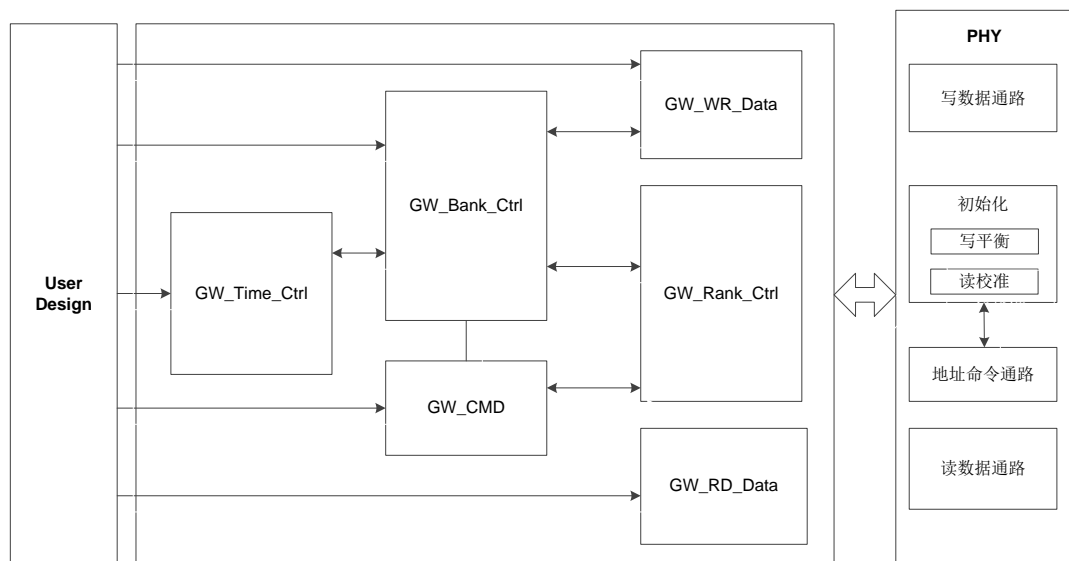 User
Design
GW_Time_Ctrl
GW_Bank_Ctrl
GW_CMD
GW_WR_Data
GW_Rank_Ctrl
GW_RD_Data
PHY
写数据通路
初始化
写平衡
读校准
地址命令通路
读数据通路